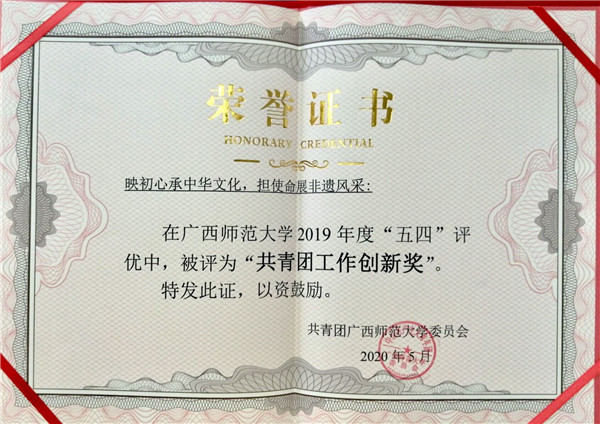 荣誉证书
HONORARY CREDENTIAL
映初心承中华文化，担使命展非遗风采：
在广西师范大学2019年度“五四”评
优中，被评为“共青团工作创新奖”。
特发此证，以资鼓励。
共青团广西师范大学委员会
2020年5月